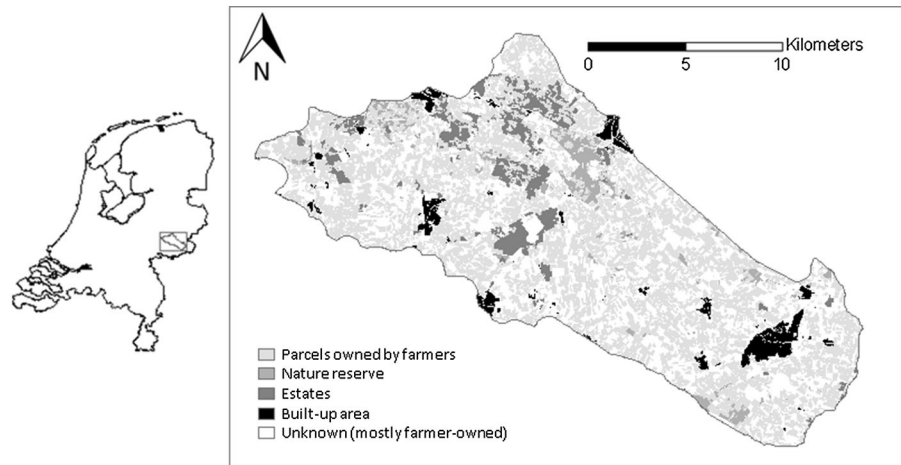 N
Kilometers
0 5 10
Parcels owned by farmers
Nature reserve
Estates
Built-up area
Unknown (mostly farmer-owned)